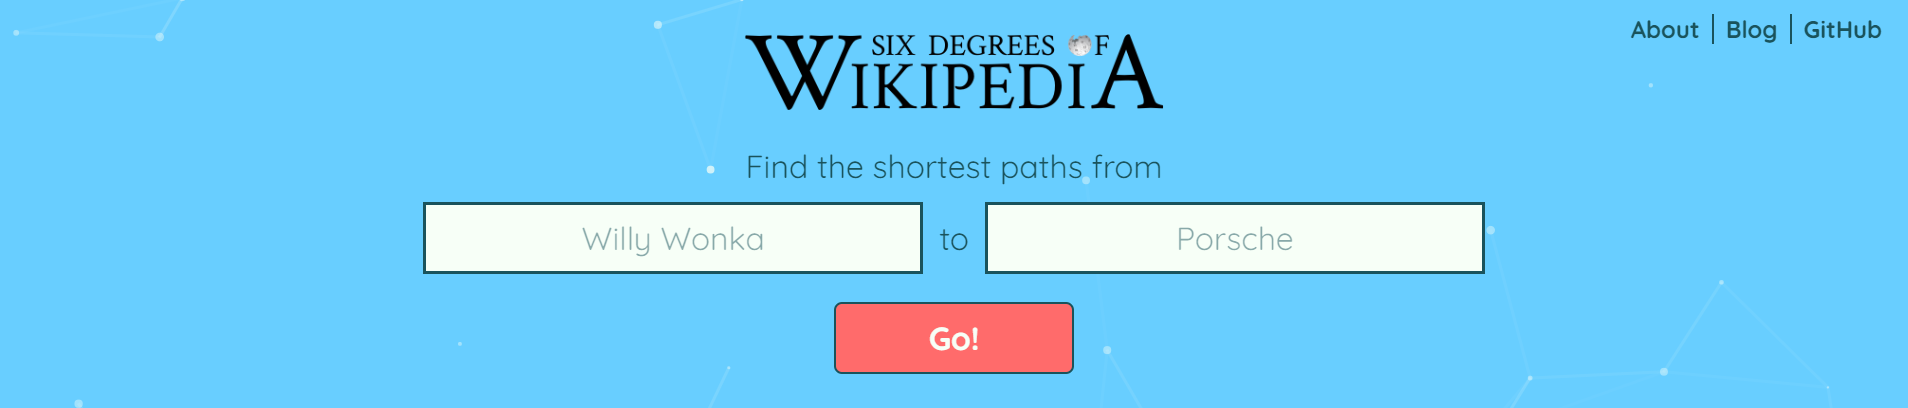 About | Blog | GitHub
SIX DEGREES OF
WIKIPEDIA
Find the shortest paths from
Willy Wonka to Porsche
Go!